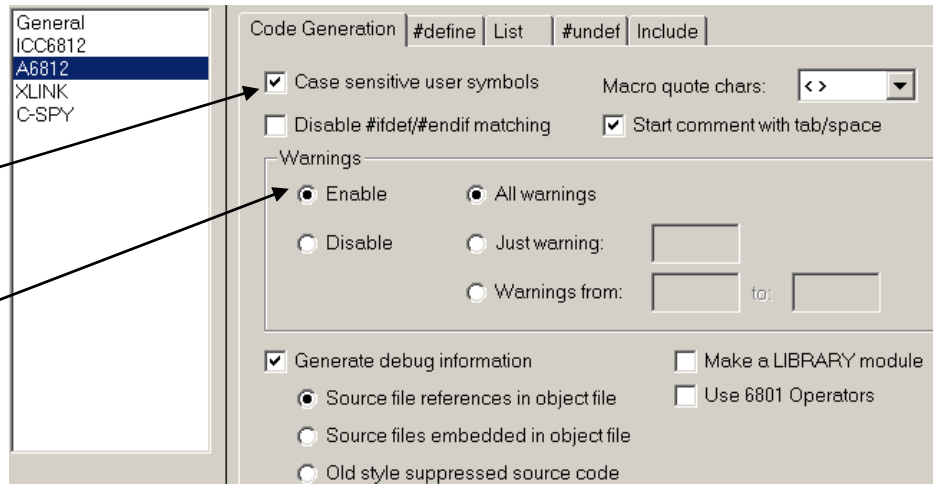 General
ICC6812
A6812
XLINK
C-SPY
Code Generation #define List #undef Include
Case sensitive user symbols Macro quote chars: < >
Disable #ifdef/#endif matching Start comment with tab/space
Warnings
Enable All warnings
Disable Just warning:
Warnings from: to:
Generate debug information Make a LIBRARY module
Source file references in object file Use 6801 Operators
Source files embedded in object file
Old style suppressed source code